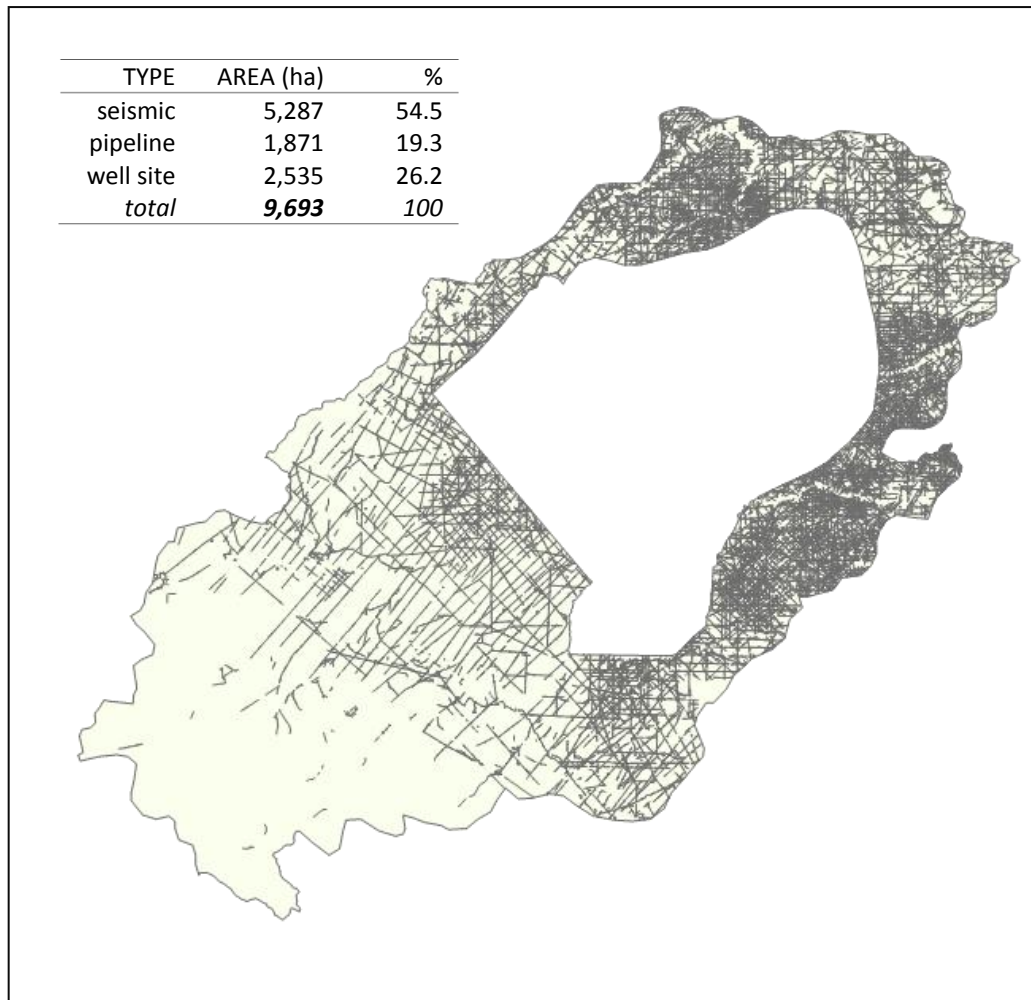 TYPE AREA (ha) %
seismic 5,287 54.5
pipeline 1,871 19.3
well site 2,535 26.2
total 9,693 100